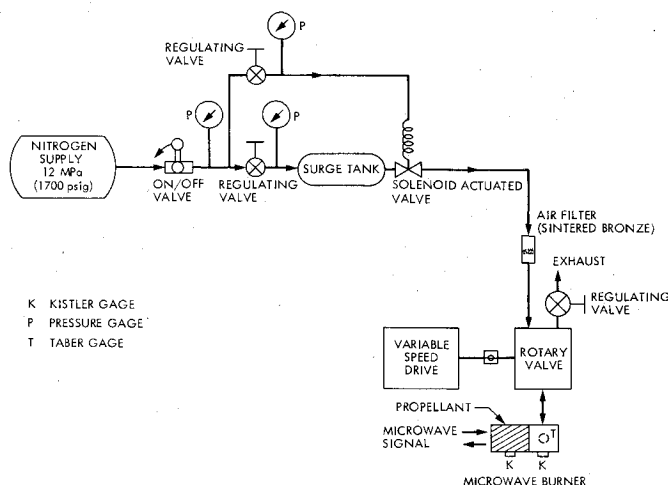 P
REGULATING
VALVE
P
P
NITROGEN
SUPPLY
12 MPa
(1700 psig)
ON/OFF
VALVE
REGULATING
VALVE
SURGE TANK
SOLENOID ACTUATED
VALVE
AIR FILTER
(SINTERED BRONZE)
EXHAUST
REGULATING
VALVE
K KISTLER GAGE
P PRESSURE GAGE
T TABER GAGE
VARIABLE
SPEED
DRIVE
ROTARY
VALVE
PROPELLANT
MICROWAVE
SIGNAL
T
K K
MICROWAVE BURNER